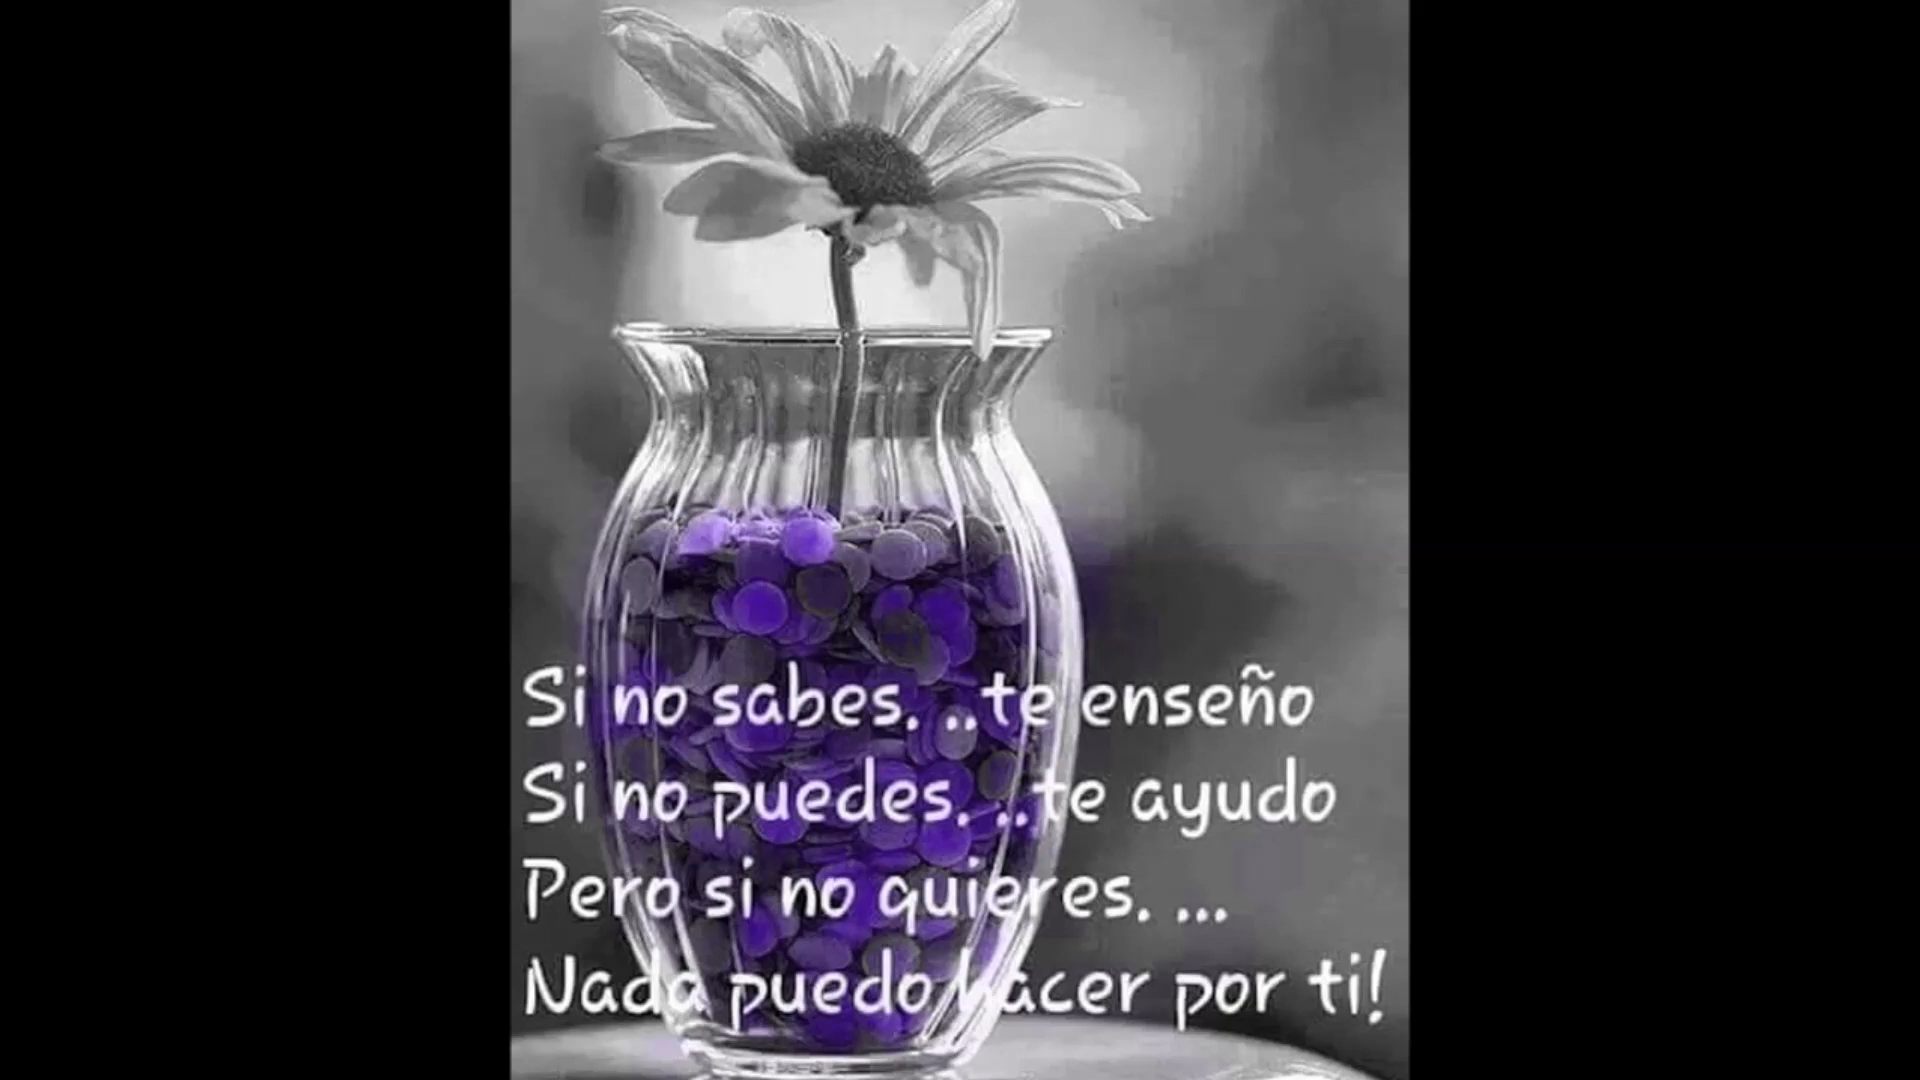 Si no sabes. ..te enseño
Si no puedes. ..te ayudo
Pero si no quieres. ...
Nada puedo hacer por ti!